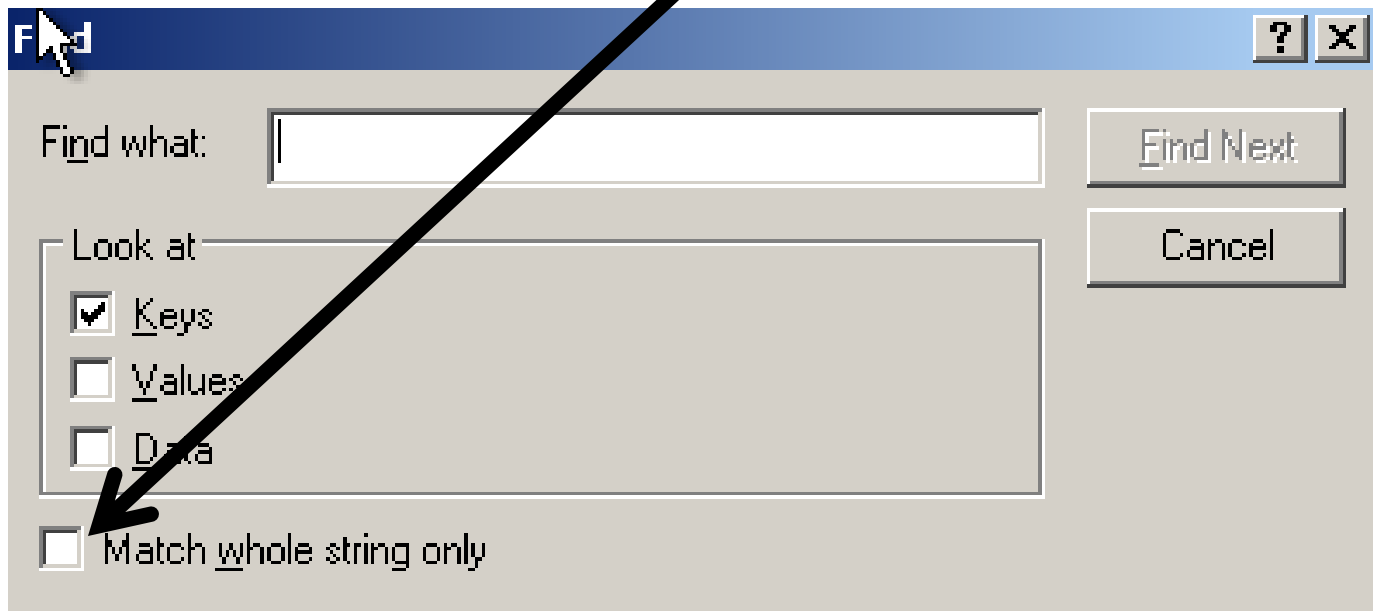 Find
Find what:
Find Next
Look at
Cancel
Keys
Values
Data
Match whole string only